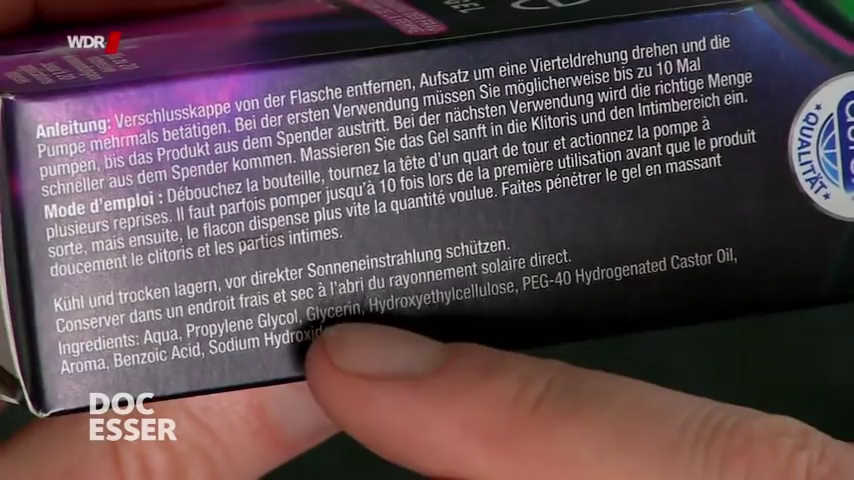 WDR
Anleitung: Verschlusskappe von der Flasche entfernen, Aufsatz um eine Vierteldrehung drehen und die
Pumpe mehrmals betätigen. Bei der ersten Verwendung müssen Sie möglicherweise bis zu 10 Mal
pumpen, bis das Produkt aus dem Spender austritt. Bei der nächsten Verwendung wird die richtige Menge
schneller aus dem Spender kommen. Massieren Sie das Gel sanft in die Klitoris und den Intimbereich ein.
Mode d'emploi : Débouchez la bouteille, tournez la tête d'un quart de tour et actionnez la pompe à
plusieurs reprises. Il faut parfois pomper jusqu'à 10 fois lors de la première utilisation avant que le produit
sorte, mais ensuite, le flacon dispense plus vite la quantité voulue. Faites pénétrer le gel en massant
doucement le clitoris et les parties intimes.
Kühl und trocken lagern, vor direkter Sonneneinstrahlung schützen.
Conserver dans un endroit frais et sec à l'abri du rayonnement solaire direct.
Ingredients: Aqua, Propylene Glycol, Glycerin, Hydroxyethylcellulose, PEG-40 Hydrogenated Castor Oil,
Aroma, Benzoic Acid, Sodium
QUALITÄT
DOC
ESSER